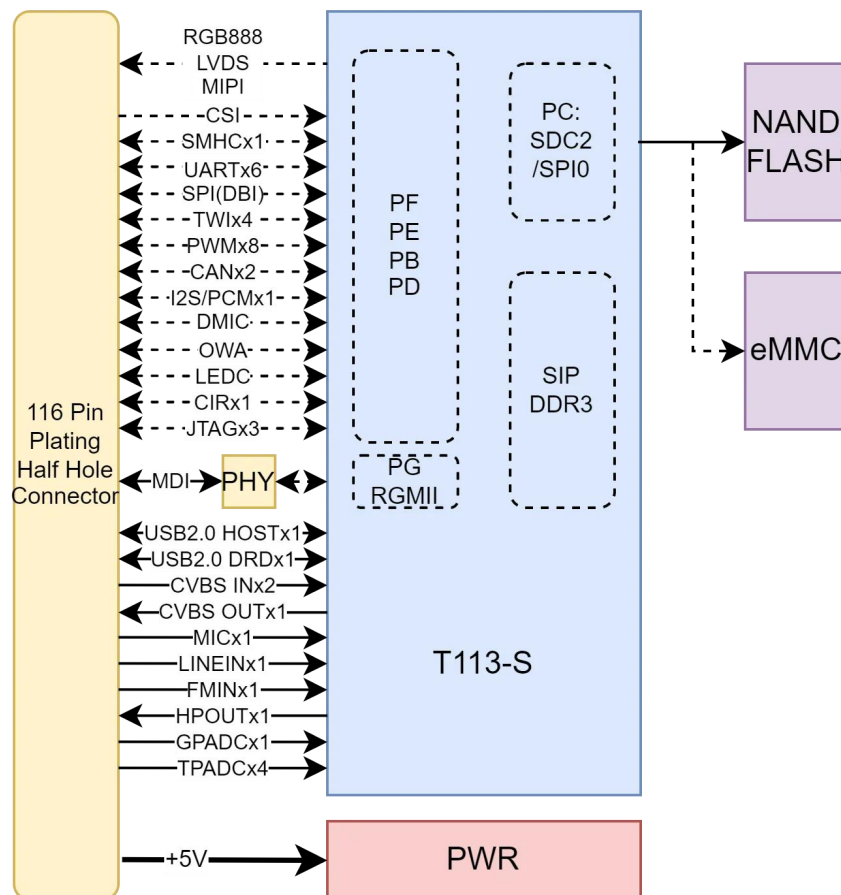 RGB888
LVDS
MIPI
CSI
SMHCx1
UARTx6
SPI(DBI)
TWIx4
PWMx8
CANx2
I2S/PCMx1
DMIC
OWA
LEDC
CIRx1
JTAGx3
MDI
PHY
USB2.0 HOSTx1
USB2.0 DRDx1
CVBS INx2
CVBS OUTx1
MICx1
LINEINx1
FMINx1
HPOUTx1
GPADCx1
TPADCx4
+5V
116 Pin
Plating
Half Hole
Connector
PF
PE
PB
PD
PG
RGMII
PC:
SDC2
/SPI0
SIP
DDR3
T113-S
PWR
NAND
FLASH
eMMC